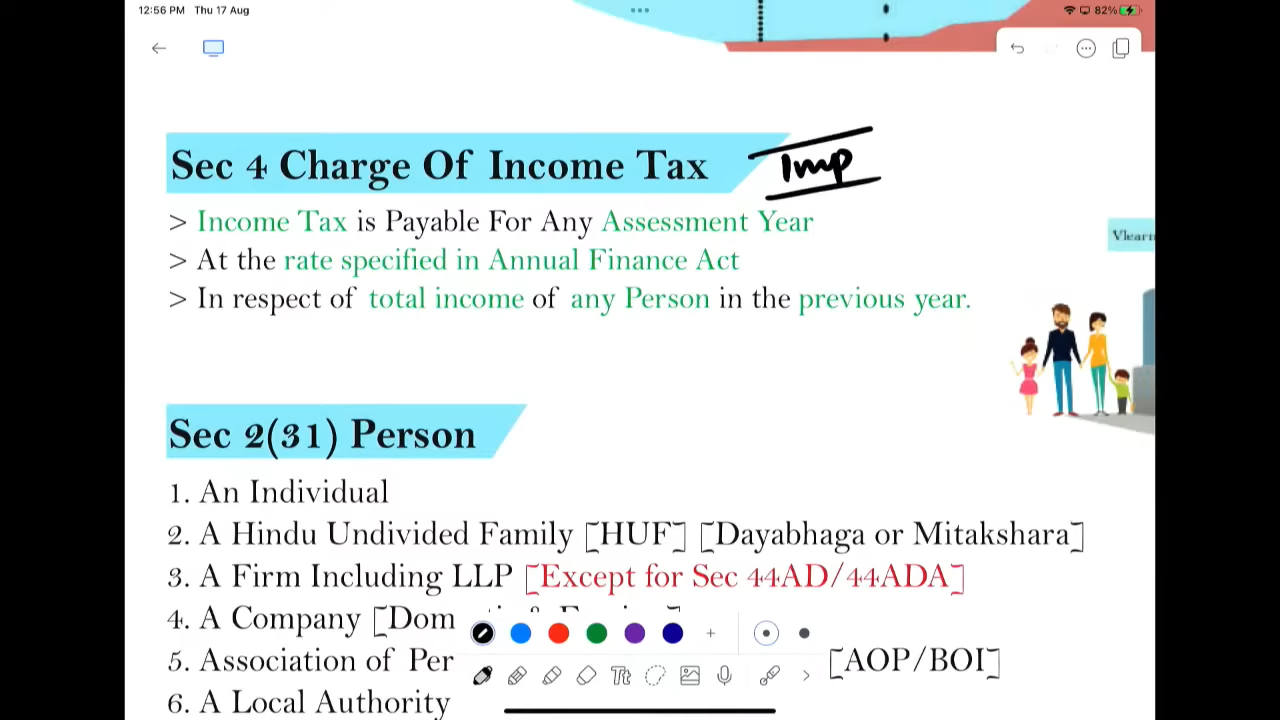 12:56 PM Thu 17 Aug
82%
Sec 4 Charge Of Income Tax
Imp
> Income Tax is Payable For Any Assessment Year
> At the rate specified in Annual Finance Act
> In respect of total income of any Person in the previous year.
Vlearn
Sec 2(31) Person
1. An Individual
2. A Hindu Undivided Family [HUF] [Dayabhaga or Mitakshara]
3. A Firm Including LLP [Except for Sec 44AD/44ADA]
4. A Company [Dom
5. Association of Per [AOP/BOI]
6. A Local Authority
Tt